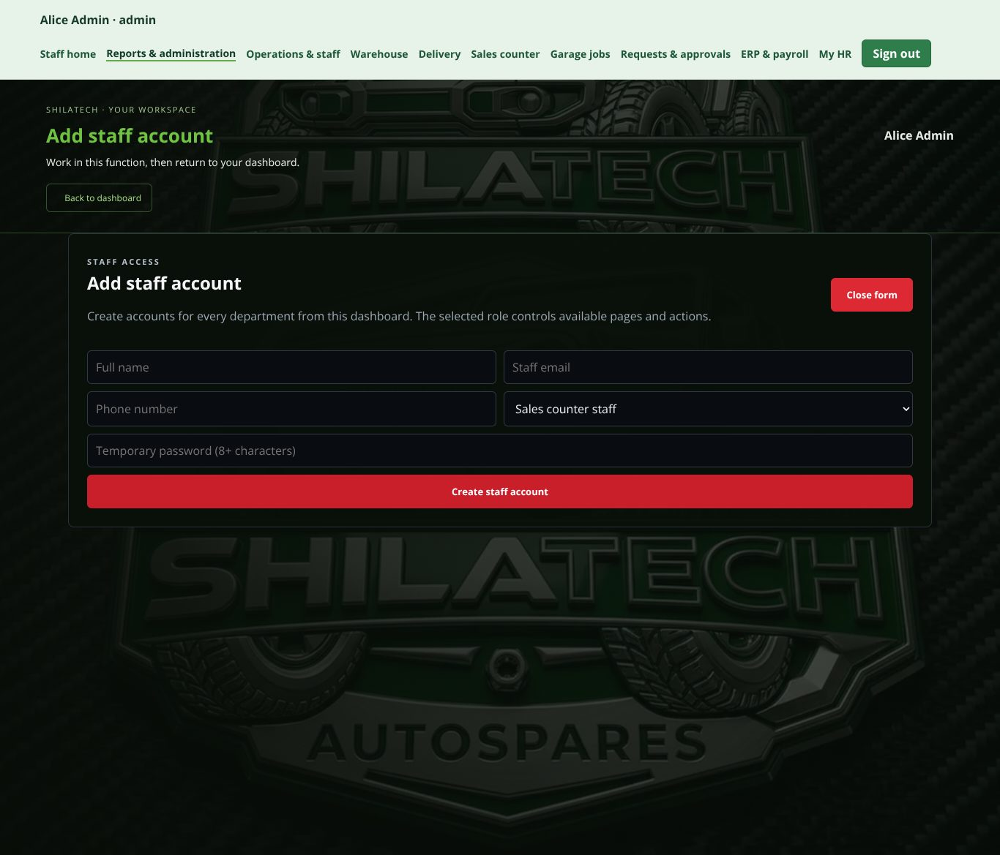 Alice Admin · admin
Staff home Reports & administration Operations & staff Warehouse Delivery Sales counter Garage jobs Requests & approvals ERP & payroll My HR Sign out
SHILATECH · YOUR WORKSPACE
Add staff account
Alice Admin
Work in this function, then return to your dashboard.
Back to dashboard
SHILATECH
STAFF ACCESS
Add staff account
Close form
Create accounts for every department from this dashboard. The selected role controls available pages and actions.
Full name Staff email
Phone number Sales counter staff
Temporary password (8+ characters)
Create staff account
SHILATECH
AUTOSPARES